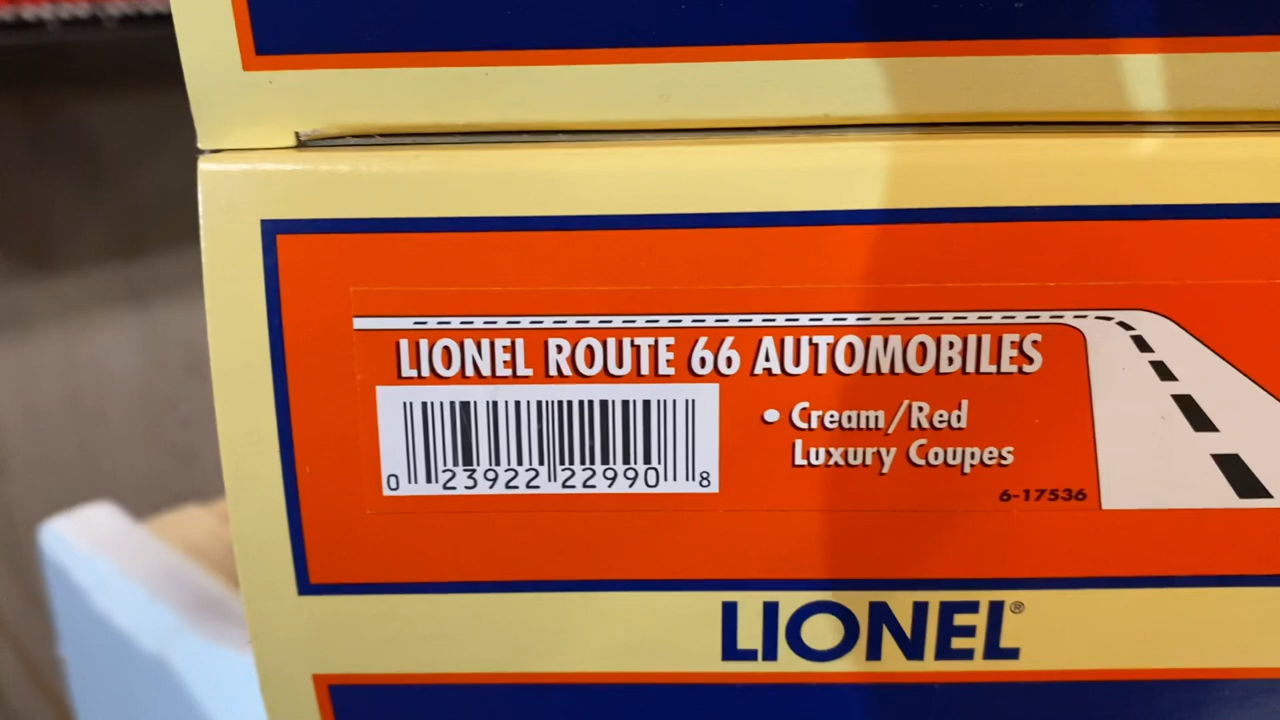 LIONEL ROUTE 66 AUTOMOBILES
• Cream/Red
Luxury Coupes
0 23922 22990 8
6-17536
LIONEL®